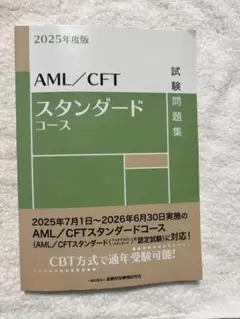 2025年度版
AML／CFT
スタンダード
コース
試験問題集
2025年7月1日～2026年6月30日実施の
AML／CFTスタンダードコース
(AML／CFTスタンダード 認定試験)に対応！
CBT方式で通年受験可能！